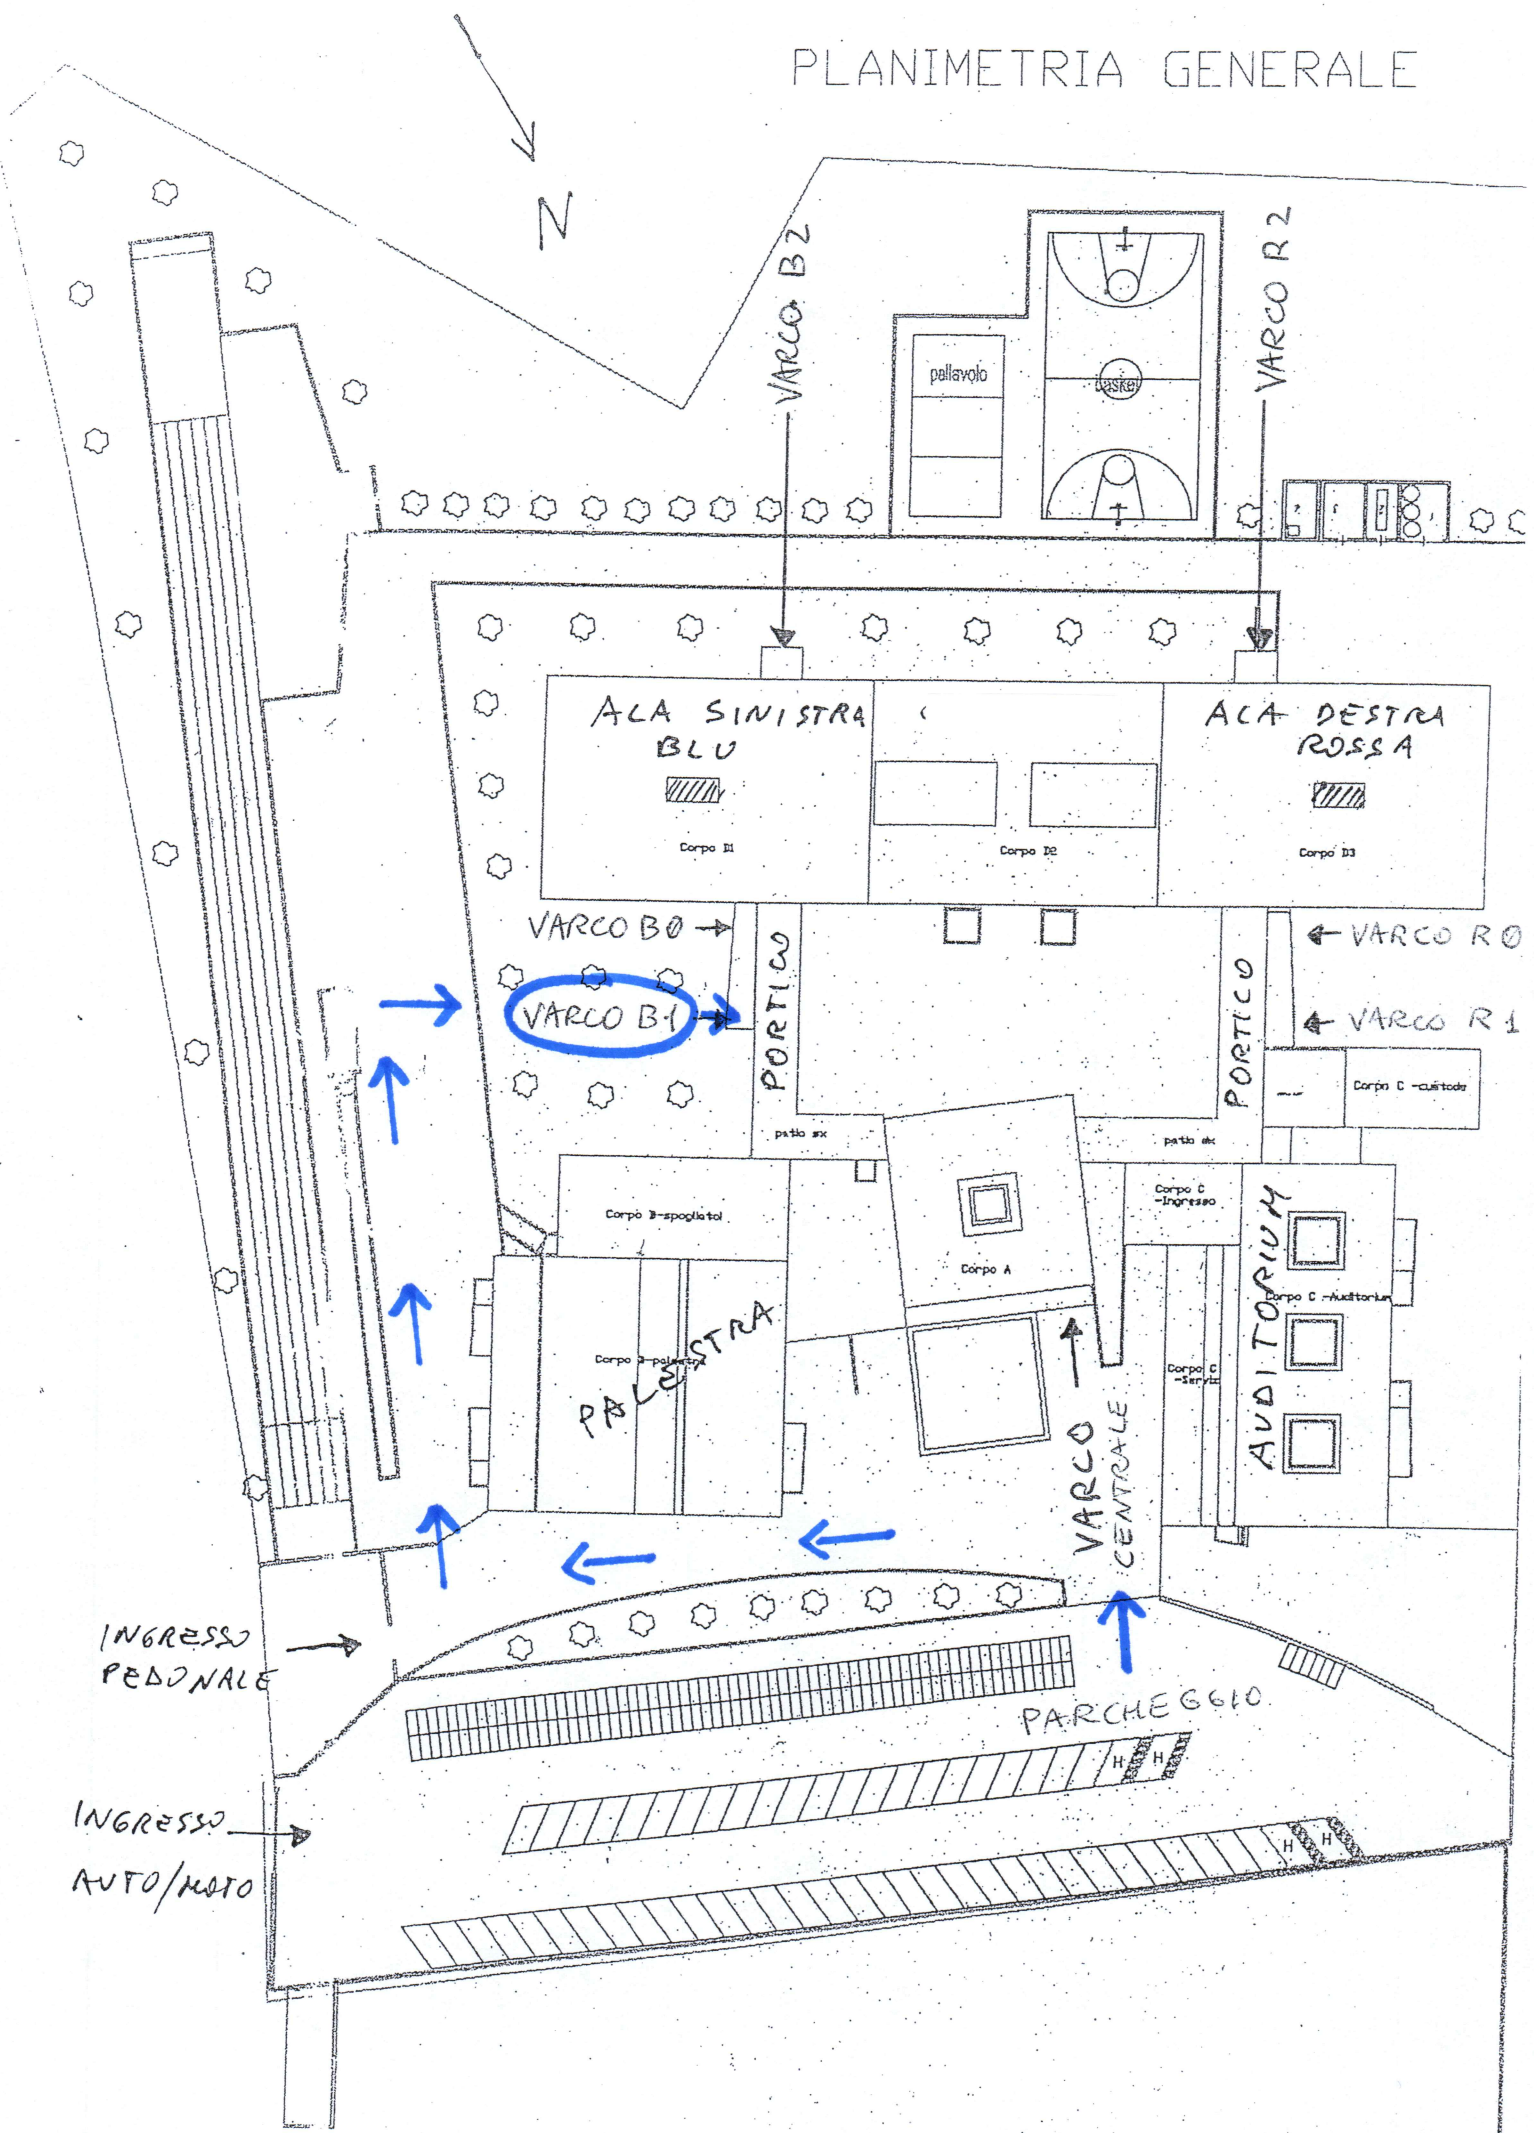 PLANIMETRIA GENERALE
N
VARCO B2
VARCO R2
pallavolo
basket
ALA SINISTRA
BLU
ALA DESTRA
ROSSA
Corpo D1
Corpo D2
Corpo D3
VARCO B0
VARCO R0
VARCO B1
VARCO R1
PORTICO
PORTICO
Corpo C -custode
patio sx
patio dx
Corpo B-spogliatoi
Corpo C
-Ingresso
Corpo A
AUDITORIUM
Corpo C -Auditorium
Corpo B-palestra
PALESTRA
Corpo C
-Serviz
VARCO
CENTRALE
INGRESSO
PEDONALE
PARCHEGGIO
H H
INGRESSO
AUTO/MOTO
H H